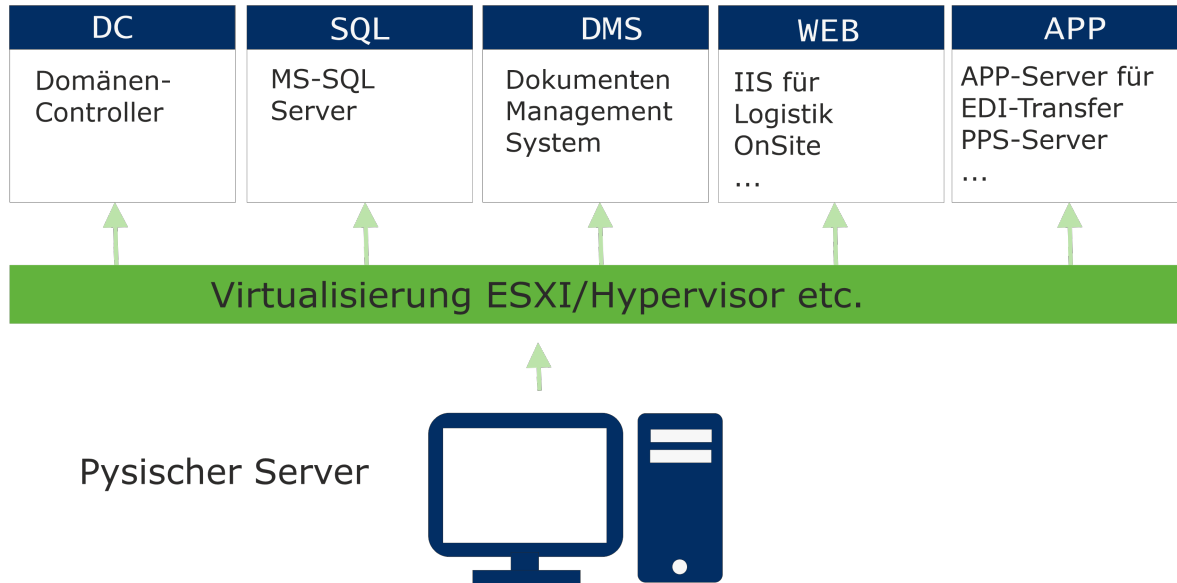 DC
Domänen-
Controller
SQL
MS-SQL
Server
DMS
Dokumenten
Management
System
WEB
IIS für
Logistik
OnSite
...
APP
APP-Server für
EDI-Transfer
PPS-Server
...
Virtualisierung ESXI/Hypervisor etc.
Pysischer Server